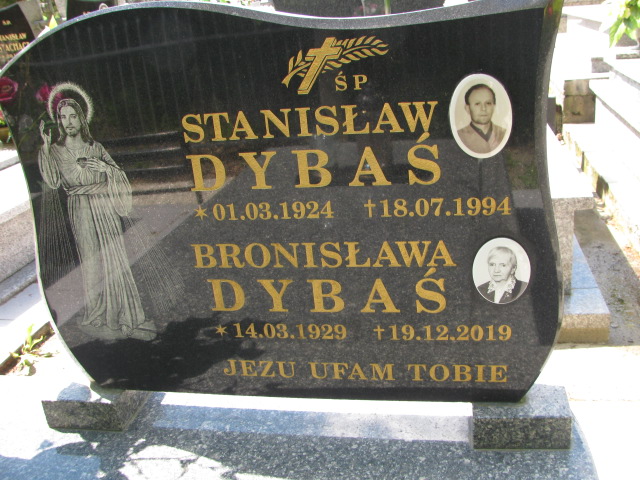 ŚP
STANISŁAW
DYBAŚ
✶01.03.1924 †18.07.1994
BRONISŁAWA
DYBAŚ
✶14.03.1929 †19.12.2019
JEZU UFAM TOBIE